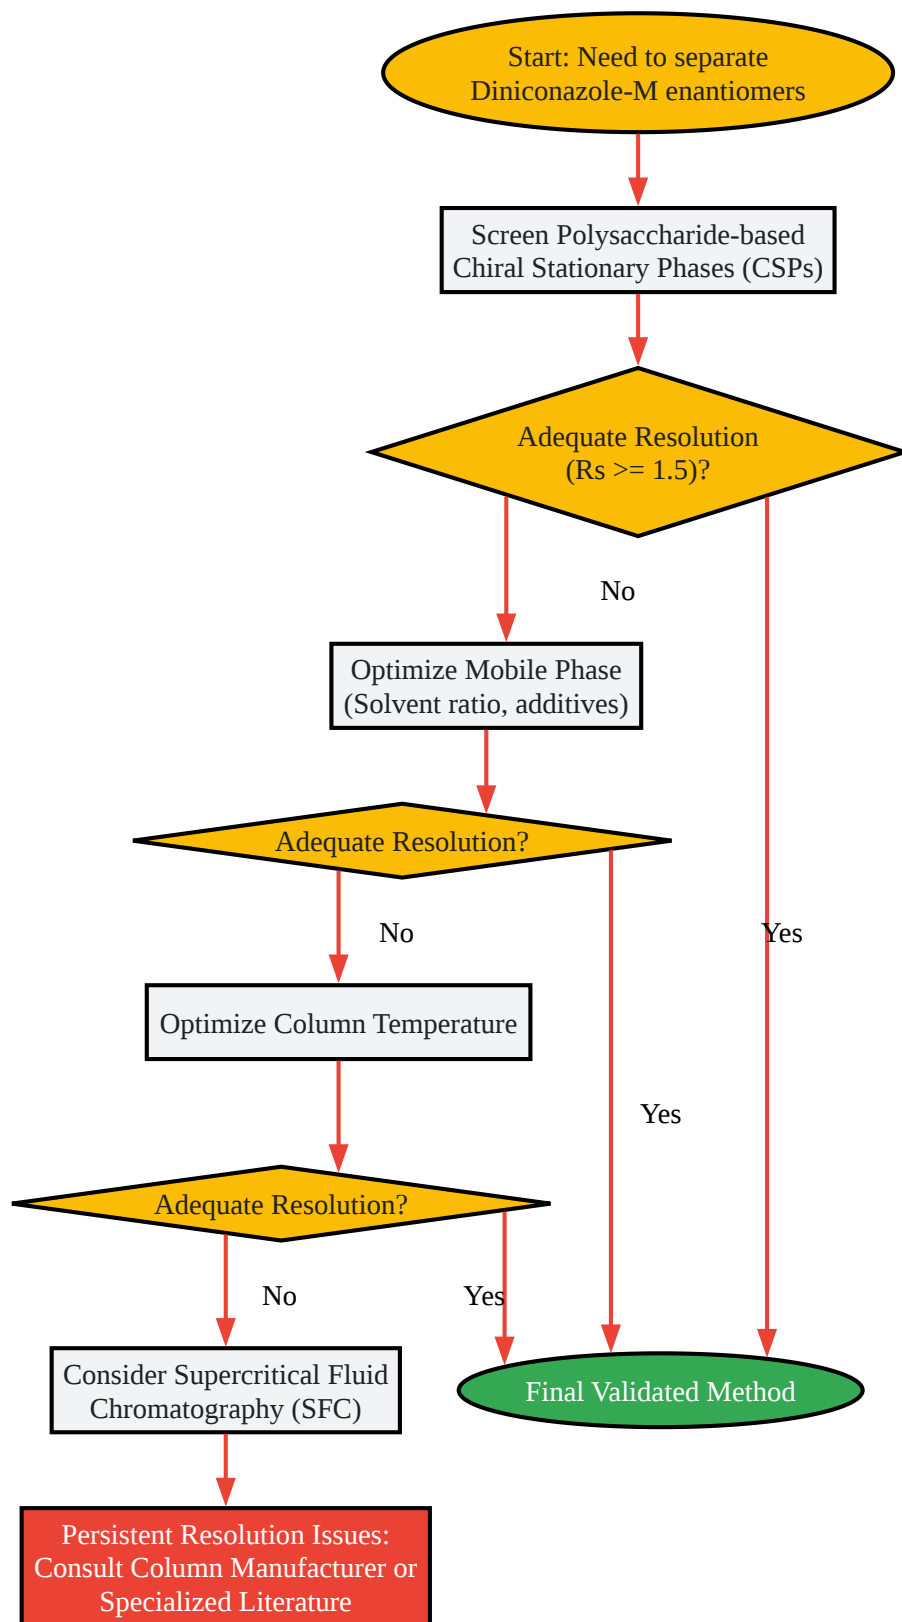 Start: Need to separate
Diniconazole-M enantiomers
Screen Polysaccharide-based
Chiral Stationary Phases (CSPs)
Adequate Resolution
(Rs >= 1.5)?
No
Optimize Mobile Phase
(Solvent ratio, additives)
Adequate Resolution?
No
Yes
Optimize Column Temperature
Yes
Adequate Resolution?
No
Yes
Consider Supercritical Fluid
Chromatography (SFC)
Final Validated Method
Persistent Resolution Issues:
Consult Column Manufacturer or
Specialized Literature